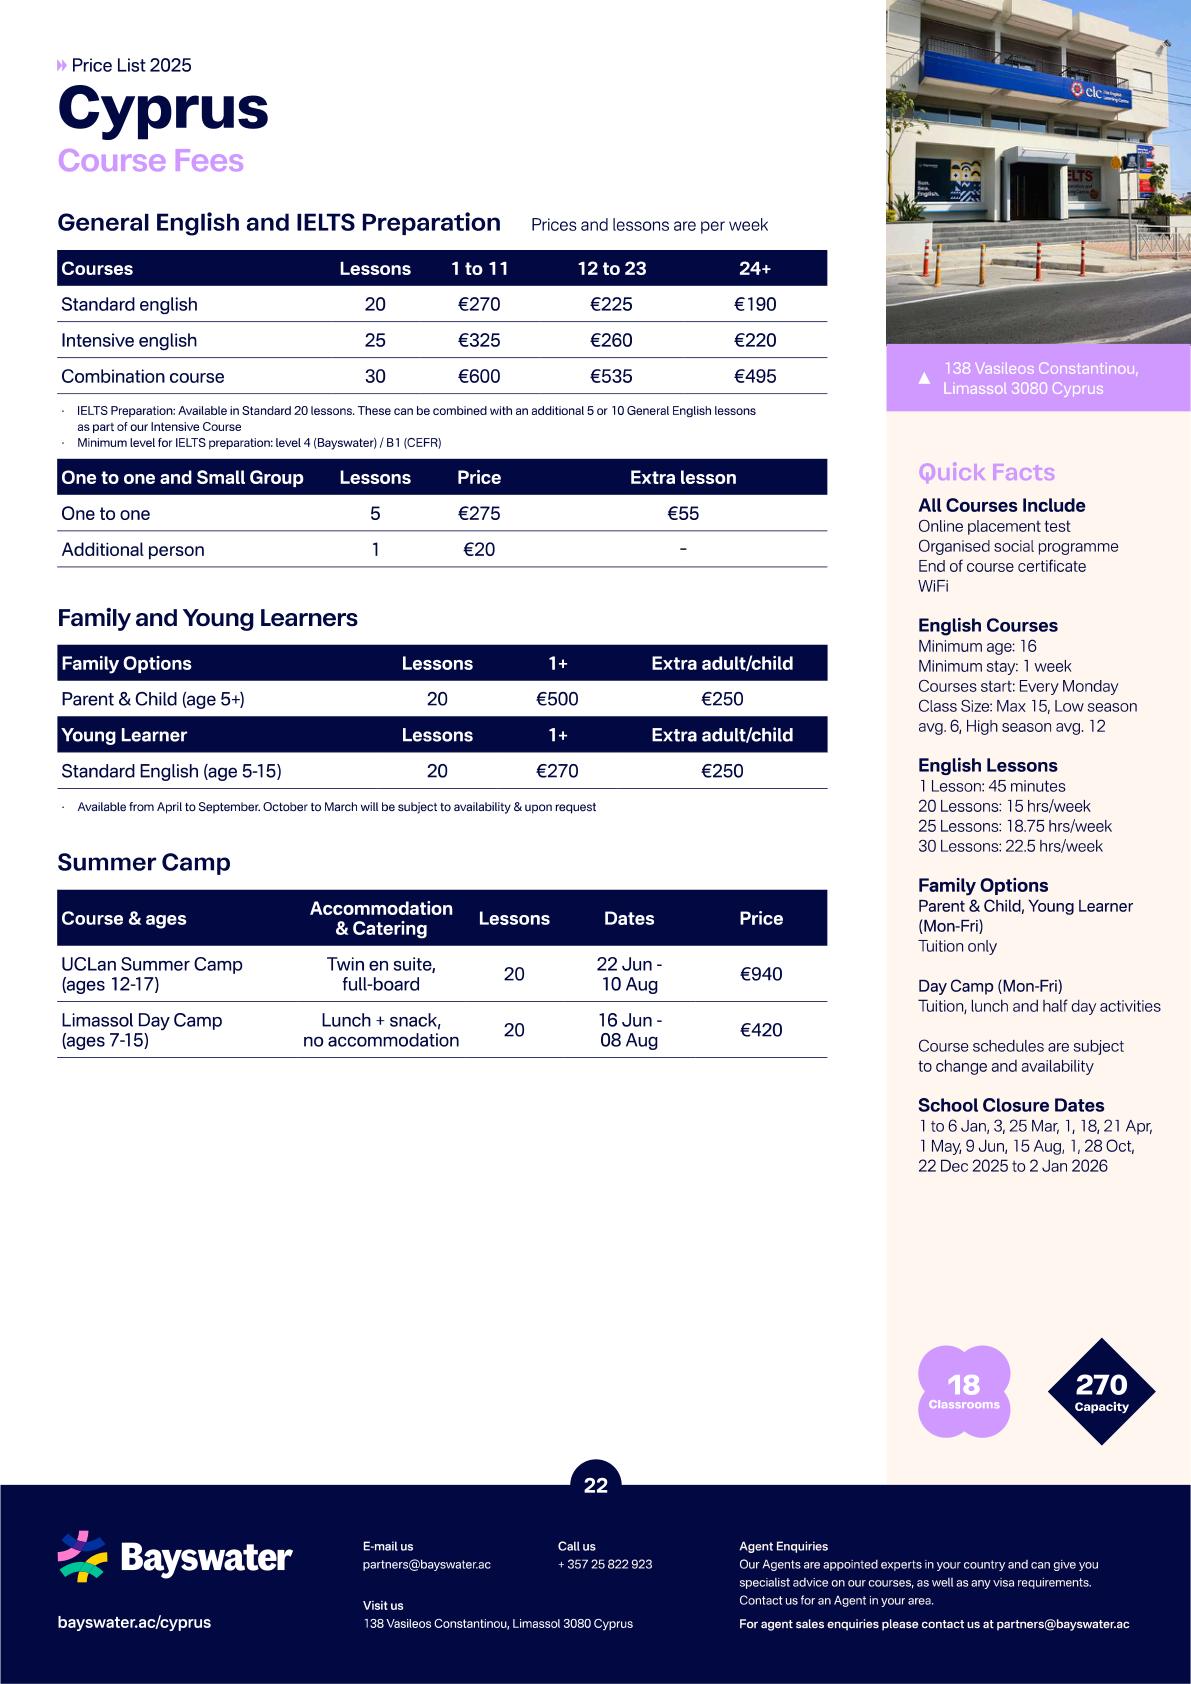 Price List 2025
Cyprus
Course Fees
General English and IELTS Preparation Prices and lessons are per week
Courses Lessons 1 to 11 12 to 23 24+
Standard english 20 €270 €225 €190
Intensive english 25 €325 €260 €220
Combination course 30 €600 €535 €495
· IELTS Preparation: Available in Standard 20 lessons. These can be combined with an additional 5 or 10 General English lessons
as part of our Intensive Course
· Minimum level for IELTS preparation: level 4 (Bayswater) / B1 (CEFR)
One to one and Small Group Lessons Price Extra lesson
One to one 5 €275 €55
Additional person 1 €20 -
Family and Young Learners
Family Options Lessons 1+ Extra adult/child
Parent & Child (age 5+) 20 €500 €250
Young Learner Lessons 1+ Extra adult/child
Standard English (age 5-15) 20 €270 €250
· Available from April to September. October to March will be subject to availability & upon request
Summer Camp
Course & ages Accommodation & Catering Lessons Dates Price
UCLan Summer Camp (ages 12-17) Twin en suite, full-board 20 22 Jun - 10 Aug €940
Limassol Day Camp (ages 7-15) Lunch + snack, no accommodation 20 16 Jun - 08 Aug €420
elc The English Learning Centre
Sun.
Sea.
English.
IELTS
138 Vasileos Constantinou,
Limassol 3080 Cyprus
Quick Facts
All Courses Include
Online placement test
Organised social programme
End of course certificate
WiFi
English Courses
Minimum age: 16
Minimum stay: 1 week
Courses start: Every Monday
Class Size: Max 15, Low season
avg. 6, High season avg. 12
English Lessons
1 Lesson: 45 minutes
20 Lessons: 15 hrs/week
25 Lessons: 18.75 hrs/week
30 Lessons: 22.5 hrs/week
Family Options
Parent & Child, Young Learner
(Mon-Fri)
Tuition only
Day Camp (Mon-Fri)
Tuition, lunch and half day activities
Course schedules are subject
to change and availability
School Closure Dates
1 to 6 Jan, 3, 25 Mar, 1, 18, 21 Apr,
1 May, 9 Jun, 15 Aug, 1, 28 Oct,
22 Dec 2025 to 2 Jan 2026
18
Classrooms
270
Capacity
22
Bayswater
bayswater.ac/cyprus
E-mail us
partners@bayswater.ac
Call us
+ 357 25 822 923
Visit us
138 Vasileos Constantinou, Limassol 3080 Cyprus
Agent Enquiries
Our Agents are appointed experts in your country and can give you
specialist advice on our courses, as well as any visa requirements.
Contact us for an Agent in your area.
For agent sales enquiries please contact us at partners@bayswater.ac